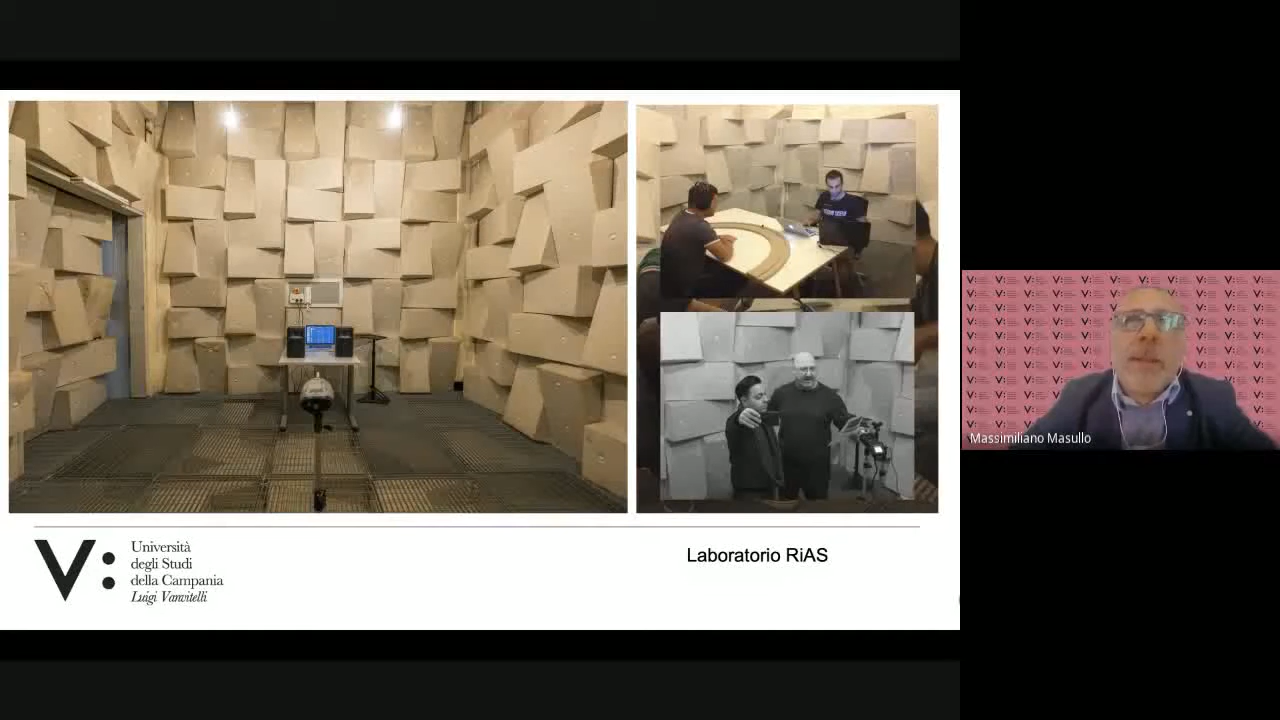 V:
Università
degli Studi
della Campania
Luigi Vanvitelli
Laboratorio RiAS
Massimiliano Masullo